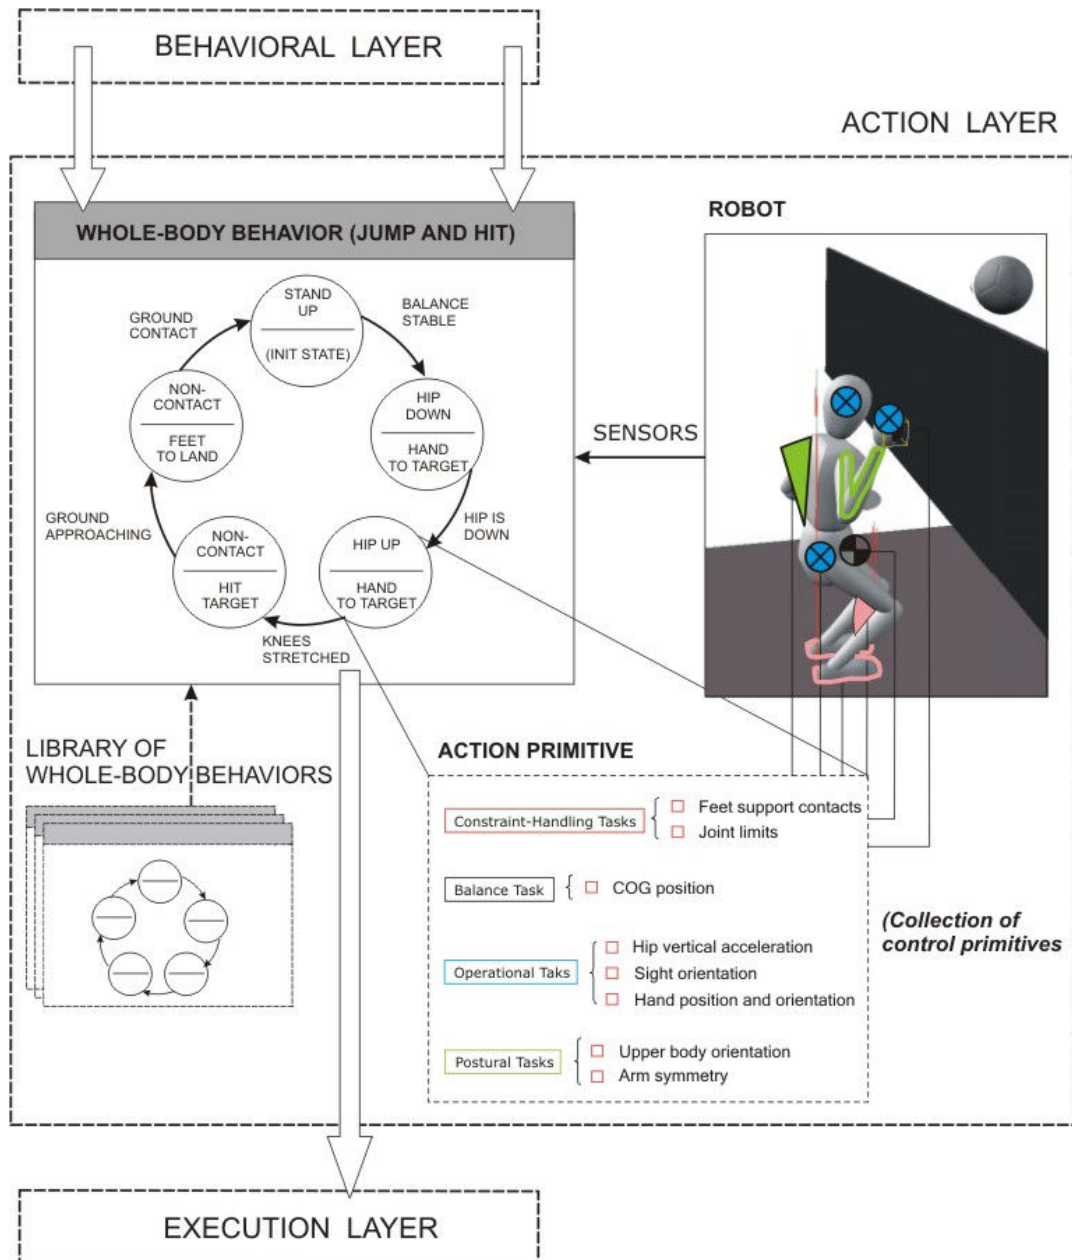 BEHAVIORAL LAYER
ACTION LAYER
WHOLE-BODY BEHAVIOR (JUMP AND HIT)
STAND
UP
(INIT STATE)
BALANCE
STABLE
HIP
DOWN
HAND
TO TARGET
HIP IS
DOWN
HIP UP
HAND
TO TARGET
KNEES
STRETCHED
NON-
CONTACT
HIT
TARGET
GROUND
APPROACHING
NON-
CONTACT
FEET
TO LAND
GROUND
CONTACT
SENSORS
ROBOT
LIBRARY OF
WHOLE-BODY BEHAVIORS
ACTION PRIMITIVE
Constraint-Handling Tasks
Feet support contacts
Joint limits
Balance Task
COG position
Operational Taks
Hip vertical acceleration
Sight orientation
Hand position and orientation
Postural Tasks
Upper body orientation
Arm symmetry
(Collection of
control primitives
EXECUTION LAYER